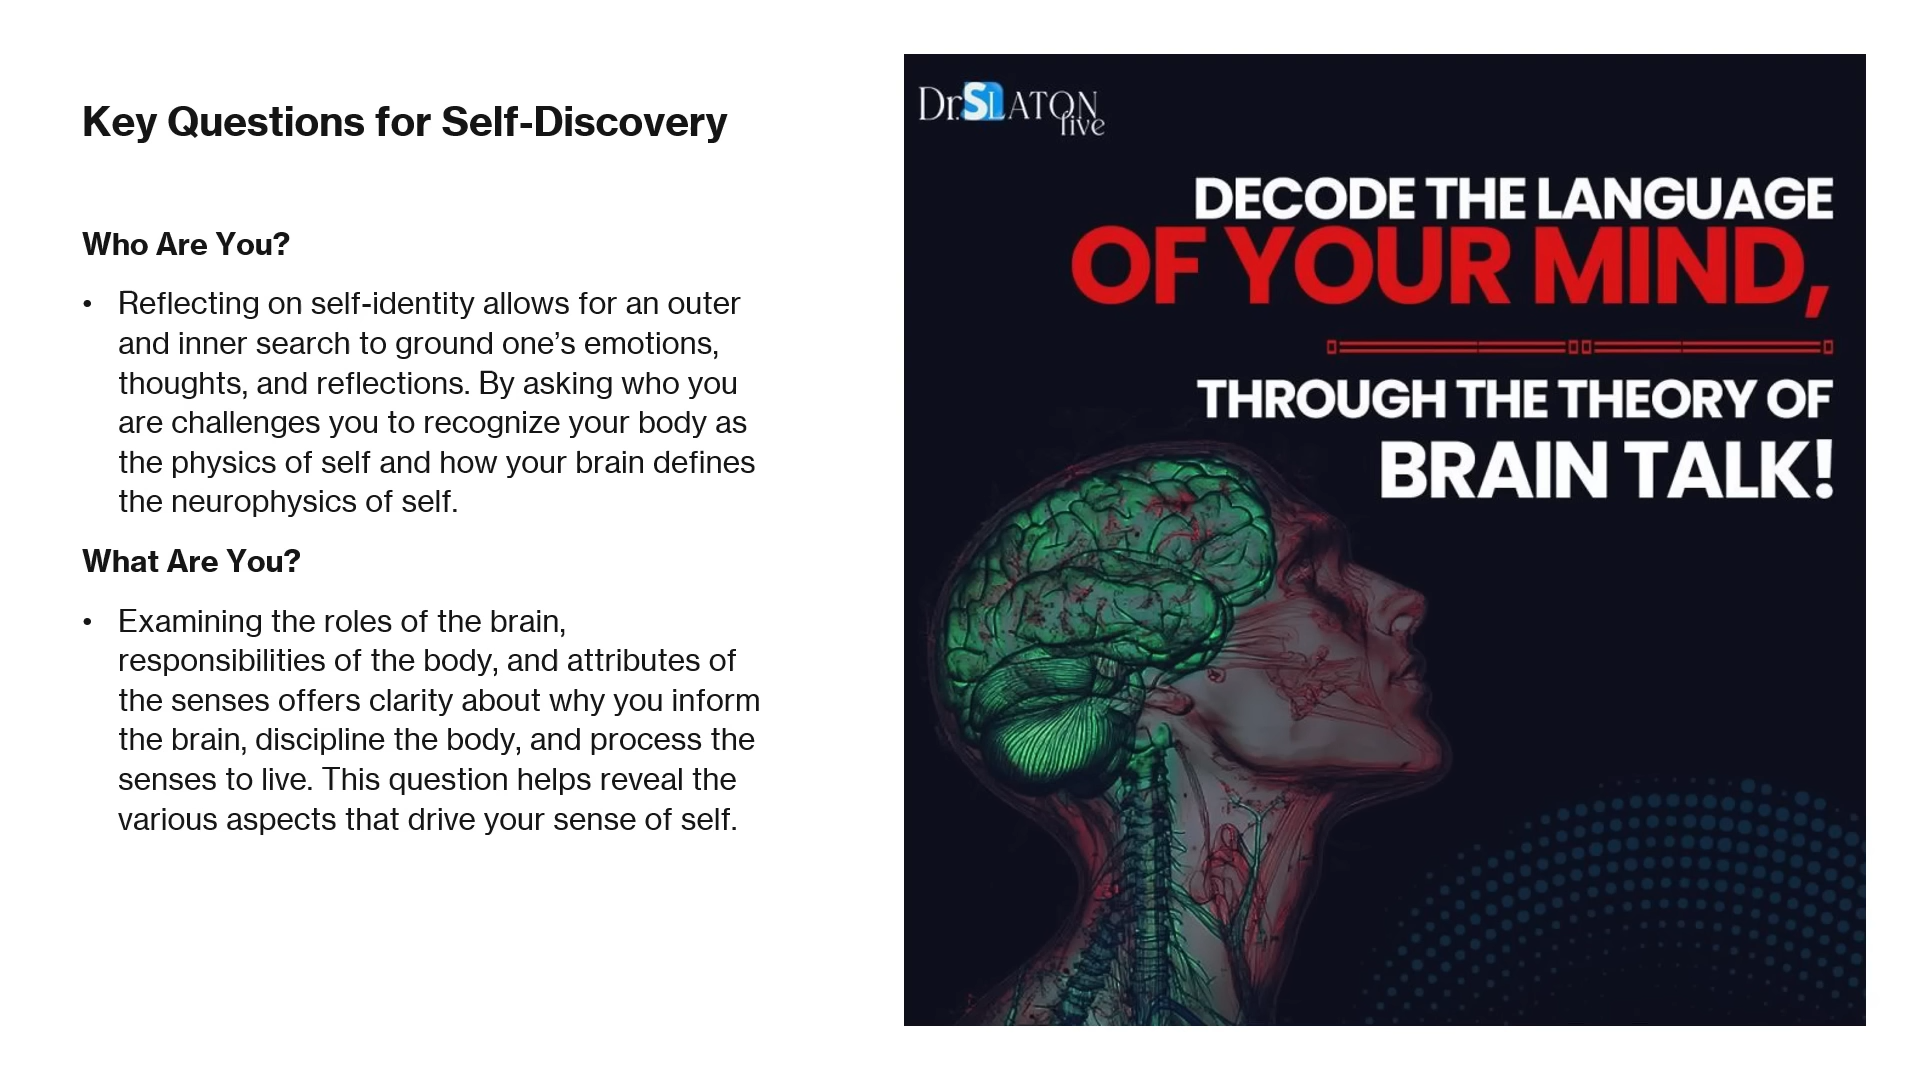 Key Questions for Self-Discovery
Who Are You?
• Reflecting on self-identity allows for an outer
and inner search to ground one’s emotions,
thoughts, and reflections. By asking who you
are challenges you to recognize your body as
the physics of self and how your brain defines
the neurophysics of self.
What Are You?
• Examining the roles of the brain,
responsibilities of the body, and attributes of
the senses offers clarity about why you inform
the brain, discipline the body, and process the
senses to live. This question helps reveal the
various aspects that drive your sense of self.
Dr. SLATON
live
DECODE THE LANGUAGE
OF YOUR MIND,
THROUGH THE THEORY OF
BRAIN TALK!